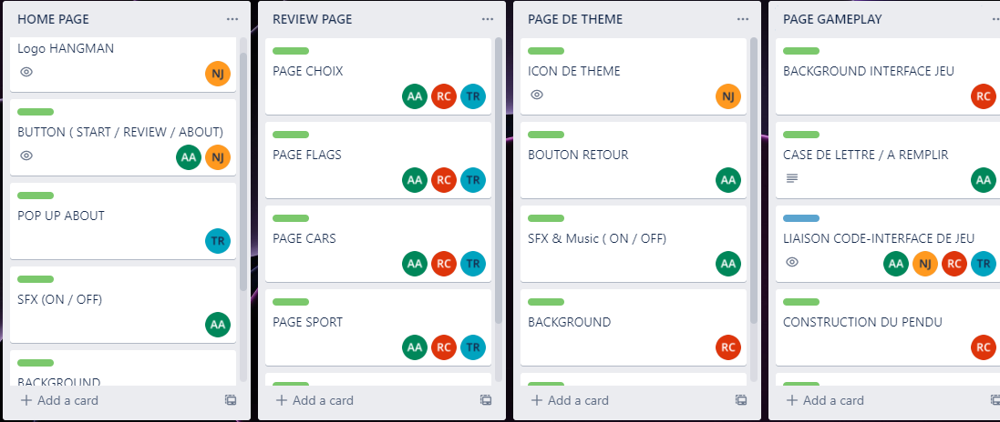 HOME PAGE
Logo HANGMAN
NJ
BUTTON ( START / REVIEW / ABOUT)
AA NJ
POP UP ABOUT
TR
SFX (ON / OFF)
AA
BACKGROUND
+ Add a card
REVIEW PAGE
PAGE CHOIX
AA RC TR
PAGE FLAGS
AA RC TR
PAGE CARS
AA RC TR
PAGE SPORT
AA RC TR
+ Add a card
PAGE DE THEME
ICON DE THEME
NJ
BOUTON RETOUR
AA
SFX & Music ( ON / OFF)
AA
BACKGROUND
RC
+ Add a card
PAGE GAMEPLAY
BACKGROUND INTERFACE JEU
RC
CASE DE LETTRE / A REMPLIR
AA
LIAISON CODE-INTERFACE DE JEU
AA NJ RC TR
CONSTRUCTION DU PENDU
RC
+ Add a card